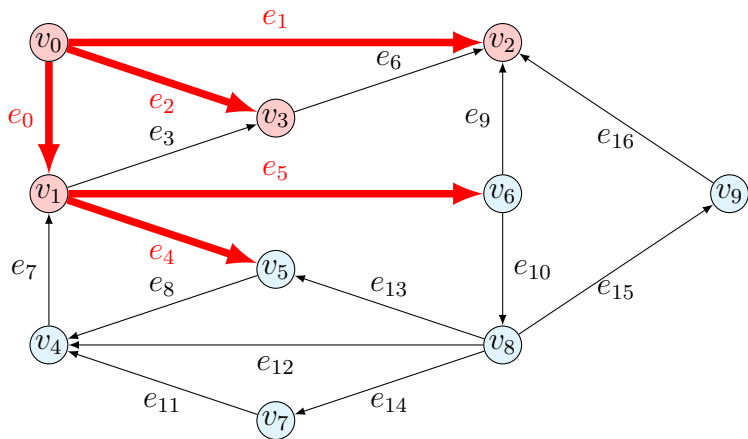 e₁
v₀
v₂
e₆
e₂
v₃
e₀
e₃
e₉
e₁₆
e₅
v₁
v₆
v₉
e₄
e₇
v₅
e₁₀
e₈
e₁₃
e₁₅
v₄
v₈
e₁₂
e₁₁
e₁₄
v₇